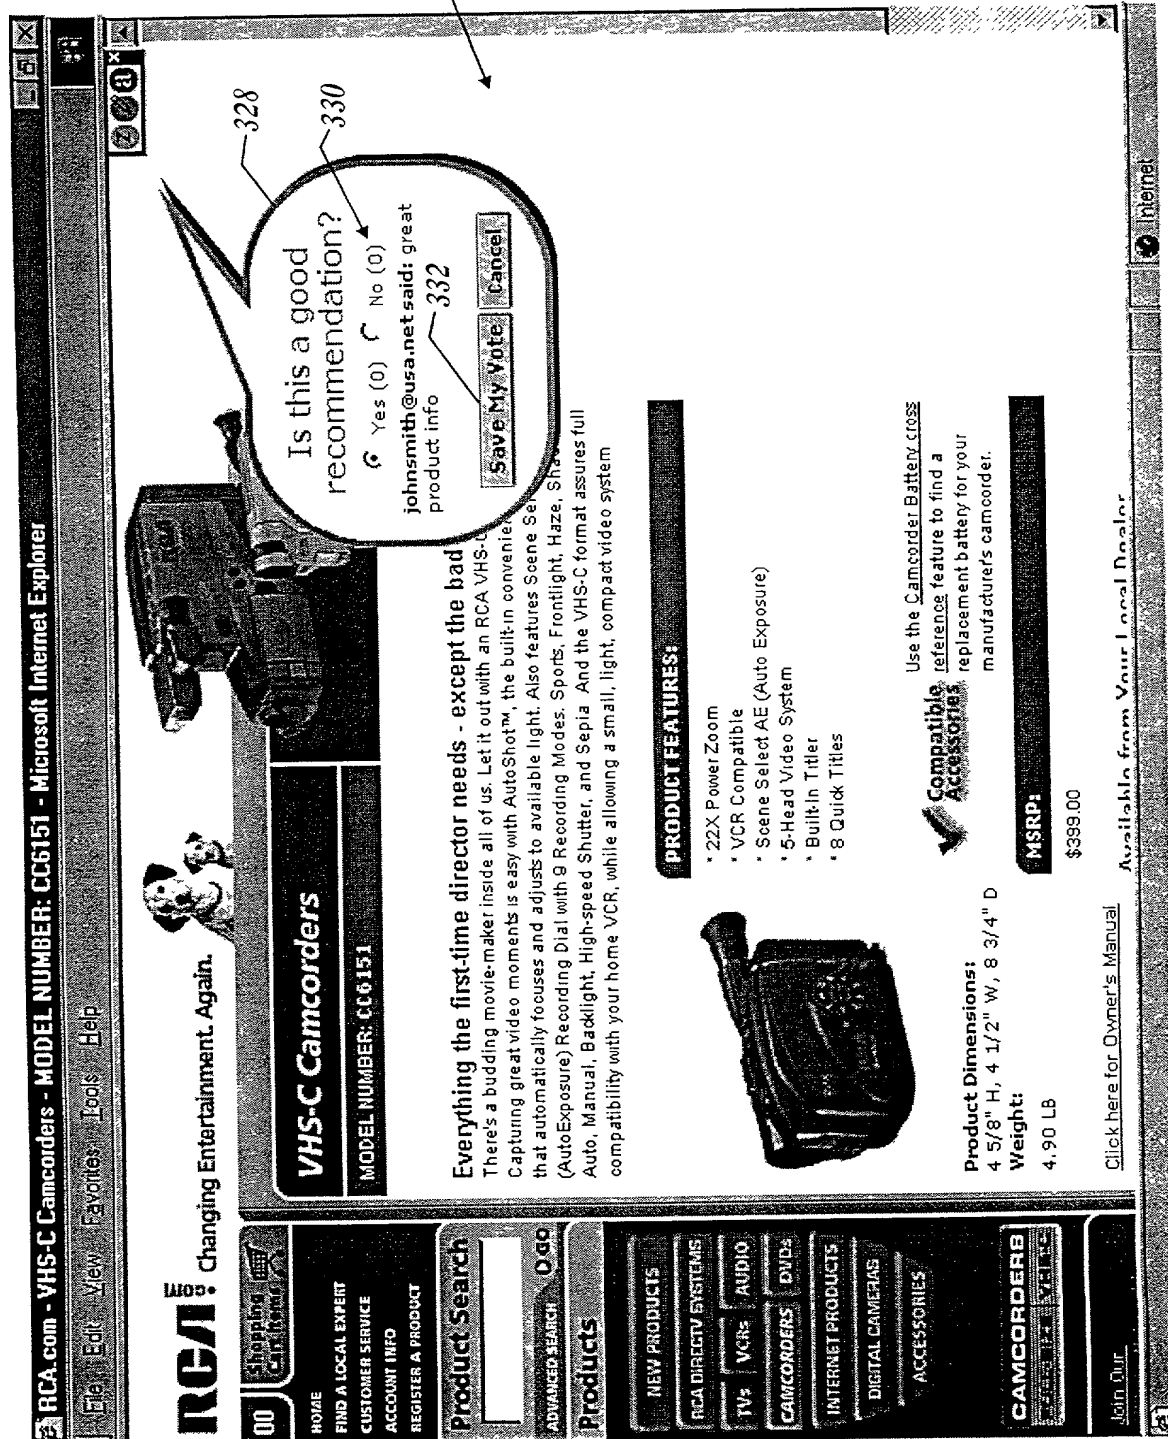 RCA.com - VHS-C Camcorders - MODEL NUMBER: CC6151 - Microsoft Internet Explorer
File Edit View Favorites Tools Help
RCA Changing Entertainment. Again.
Shopping
Cart Items
00
HOME
FIND A LOCAL EXPERT
CUSTOMER SERVICE
ACCOUNT INFO
REGISTER A PRODUCT
Product Search
GO
ADVANCED SEARCH
Products
NEW PRODUCTS
RCA DIRECTV SYSTEMS
TVs VCRs AUDIO
CAMCORDERS DVDs
INTERNET PRODUCTS
DIGITAL CAMERAS
ACCESSORIES
CAMCORDERS
Join Our
VHS-C Camcorders
MODEL NUMBER: CC6151
Everything the first-time director needs - except the bad
There's a budding movie-maker inside all of us. Let it out with an RCA VHS-C
Capturing great video moments is easy with AutoShot™, the built-in convenien
that automatically focuses and adjusts to available light. Also features Scene Se
(AutoExposure) Recording Dial with 9 Recording Modes. Sports, Frontlight, Haze, Sha
Auto, Manual, Backlight, High-speed Shutter, and Sepia And the VHS-C format assures full
compatibility with your home VCR, while allowing a small, light, compact video system
Is this a good
recommendation?
Yes (0) No (0)
johnsmith@usa.net said: great
product info
Save My Vote Cancel
328
330
332
PRODUCT FEATURES:
* 22X Power Zoom
* VCR Compatible
* Scene Select AE (Auto Exposure)
* 5-Head Video System
* Built-In Titler
* 8 Quick Titles
Compatible
Accessories
Use the Camcorder Battery cross
reference feature to find a
replacement battery for your
manufacturer's camcorder.
Product Dimensions:
4 5/8" H, 4 1/2" W, 8 3/4" D
Weight:
4.90 LB
Click here for Owner's Manual
MSRP:
$399.00
Available from Your Local Dealer
Internet